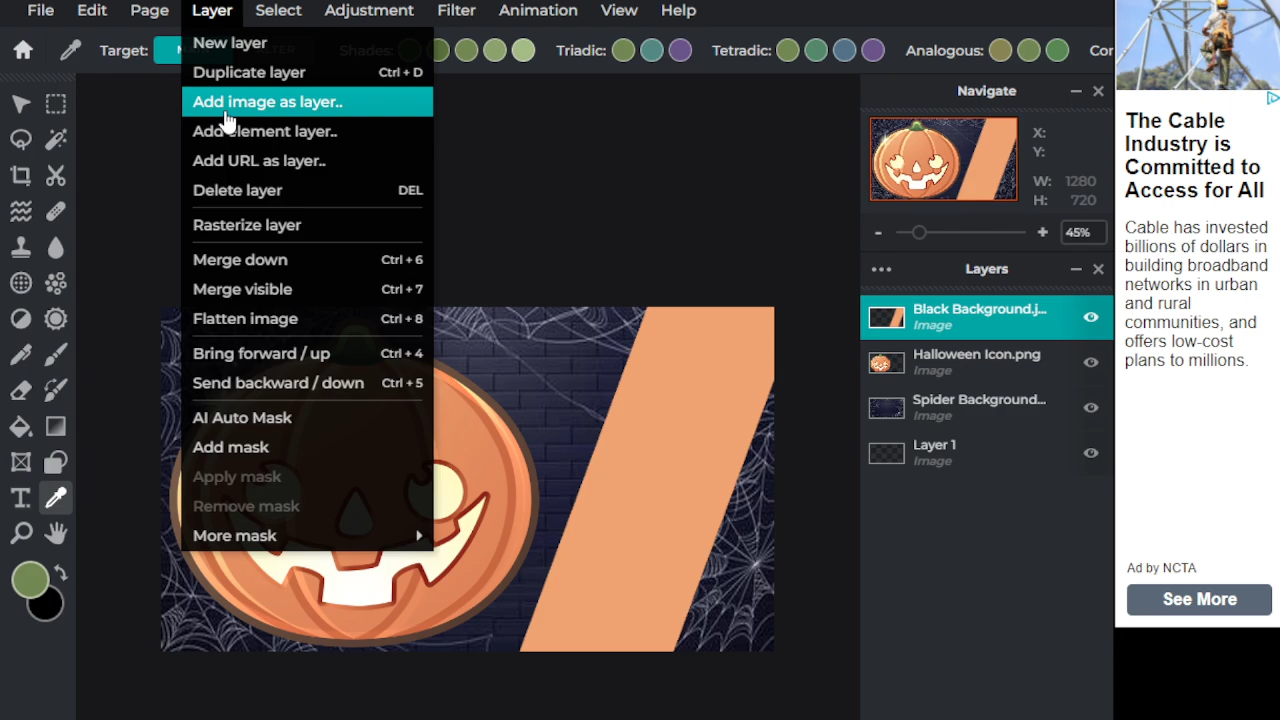 File Edit Page Layer Select Adjustment Filter Animation View Help
Target:
Triadic: Tetradic: Analogous: Cor
New layer
Duplicate layer Ctrl + D
Add image as layer..
Add element layer..
Add URL as layer..
Delete layer DEL
Rasterize layer
Merge down Ctrl + 6
Merge visible Ctrl + 7
Flatten image Ctrl + 8
Bring forward / up Ctrl + 4
Send backward / down Ctrl + 5
AI Auto Mask
Add mask
Apply mask
Remove mask
More mask
T
Navigate
X:
Y:
W: 1280
H: 720
- + 45%
Layers
Black Background.j...
Image
Halloween Icon.png
Image
Spider Background...
Image
Layer 1
Image
The Cable
Industry is
Committed to
Access for All
Cable has invested
billions of dollars in
building broadband
networks in urban
and rural
communities, and
offers low-cost
plans to millions.
Ad by NCTA
See More